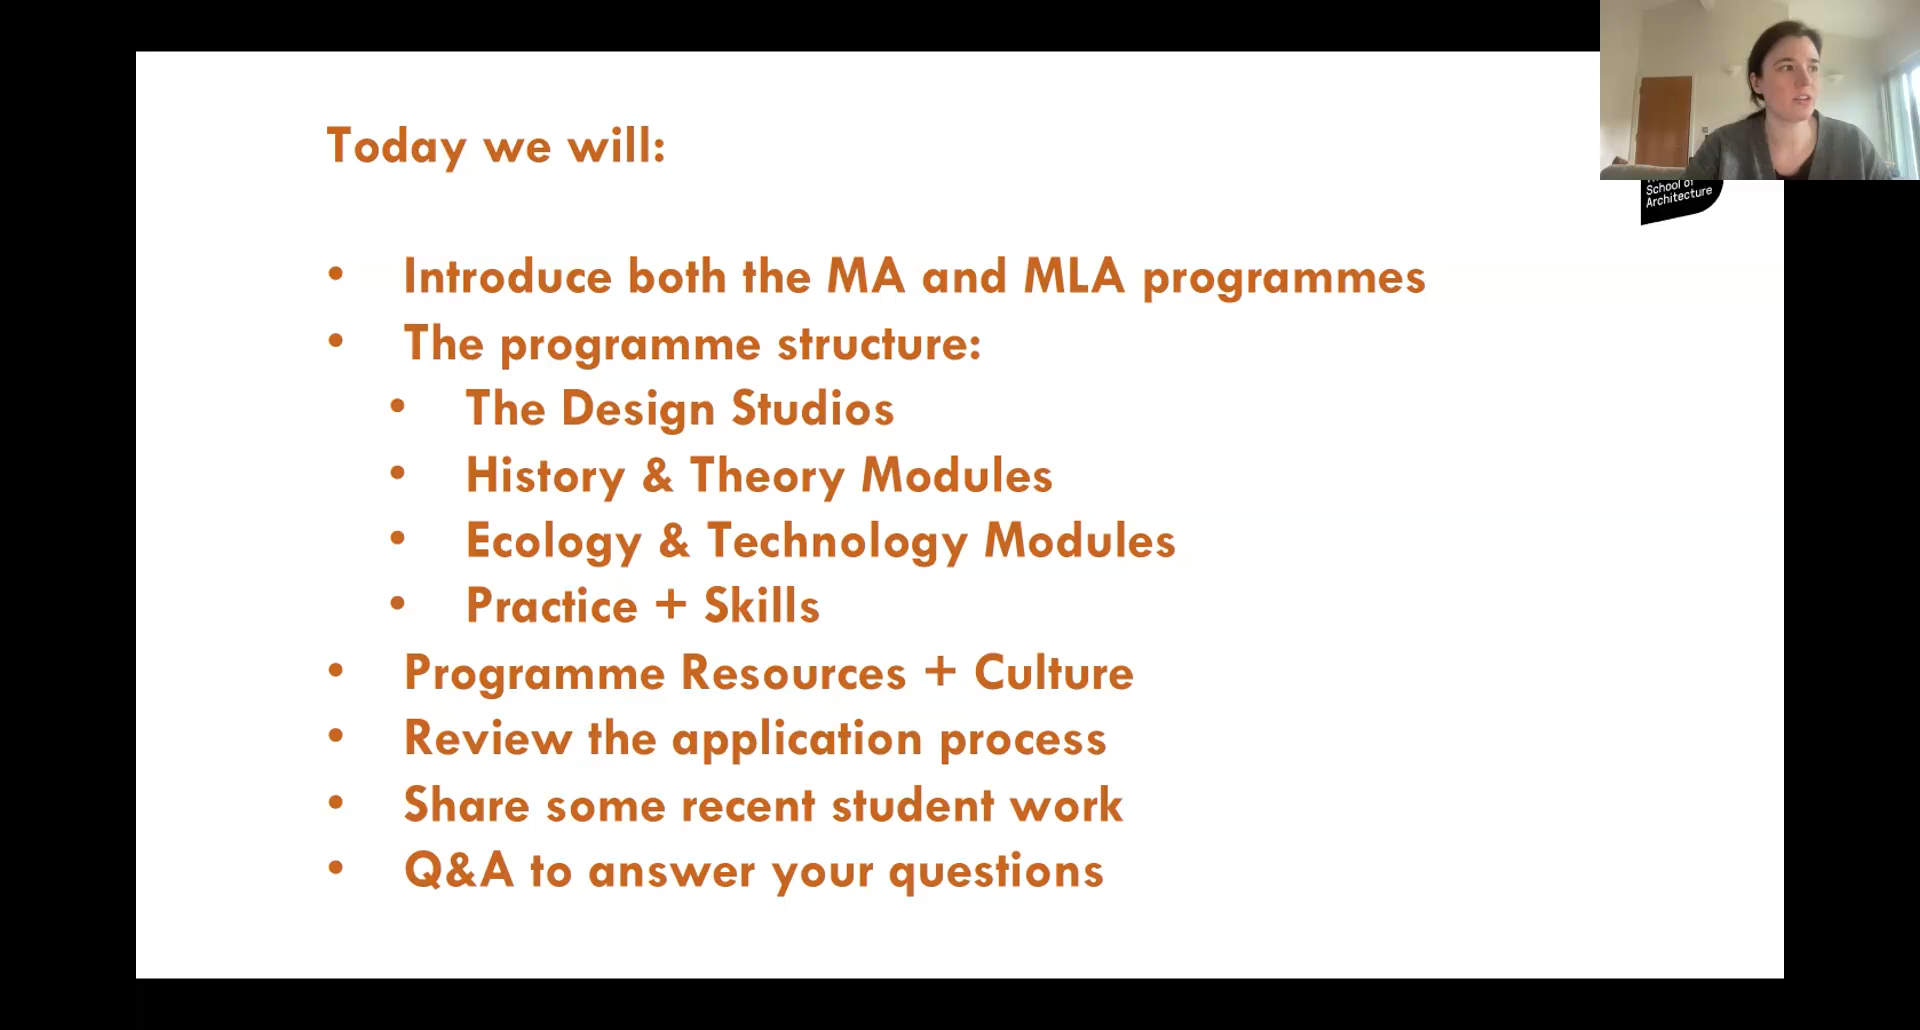 Today we will:
• Introduce both the MA and MLA programmes
• The programme structure:
• The Design Studios
• History & Theory Modules
• Ecology & Technology Modules
• Practice + Skills
• Programme Resources + Culture
• Review the application process
• Share some recent student work
• Q&A to answer your questions
School of
Architecture